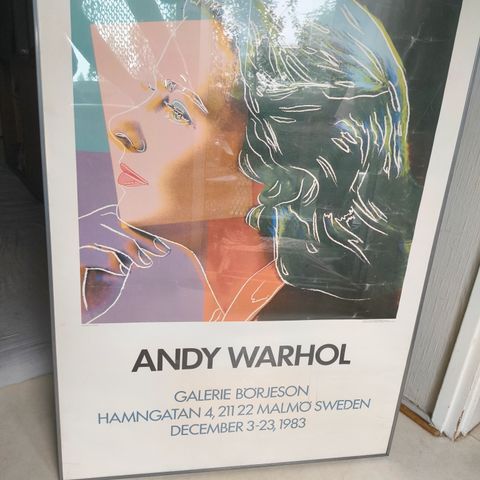 ANDY WARHOL
GALERIE BÖRJESON
HAMNGATAN 4, 211 22 MALMÖ SWEDEN
DECEMBER 3-23, 1983